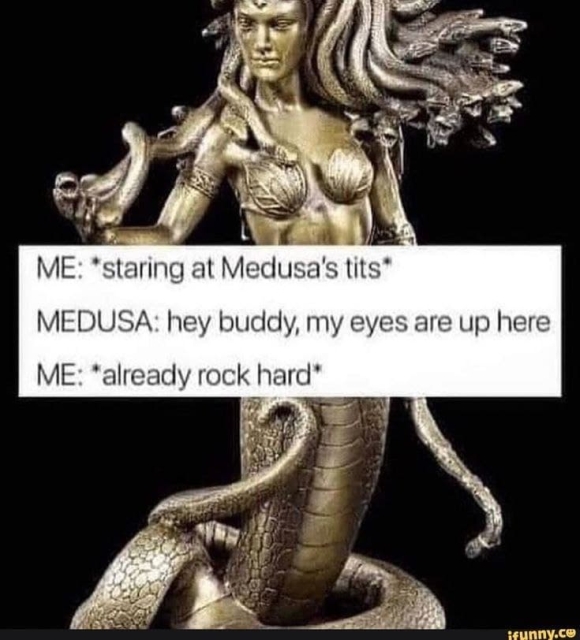 ME: *staring at Medusa's tits*
MEDUSA: hey buddy, my eyes are up here
ME: *already rock hard*
ifunny.co